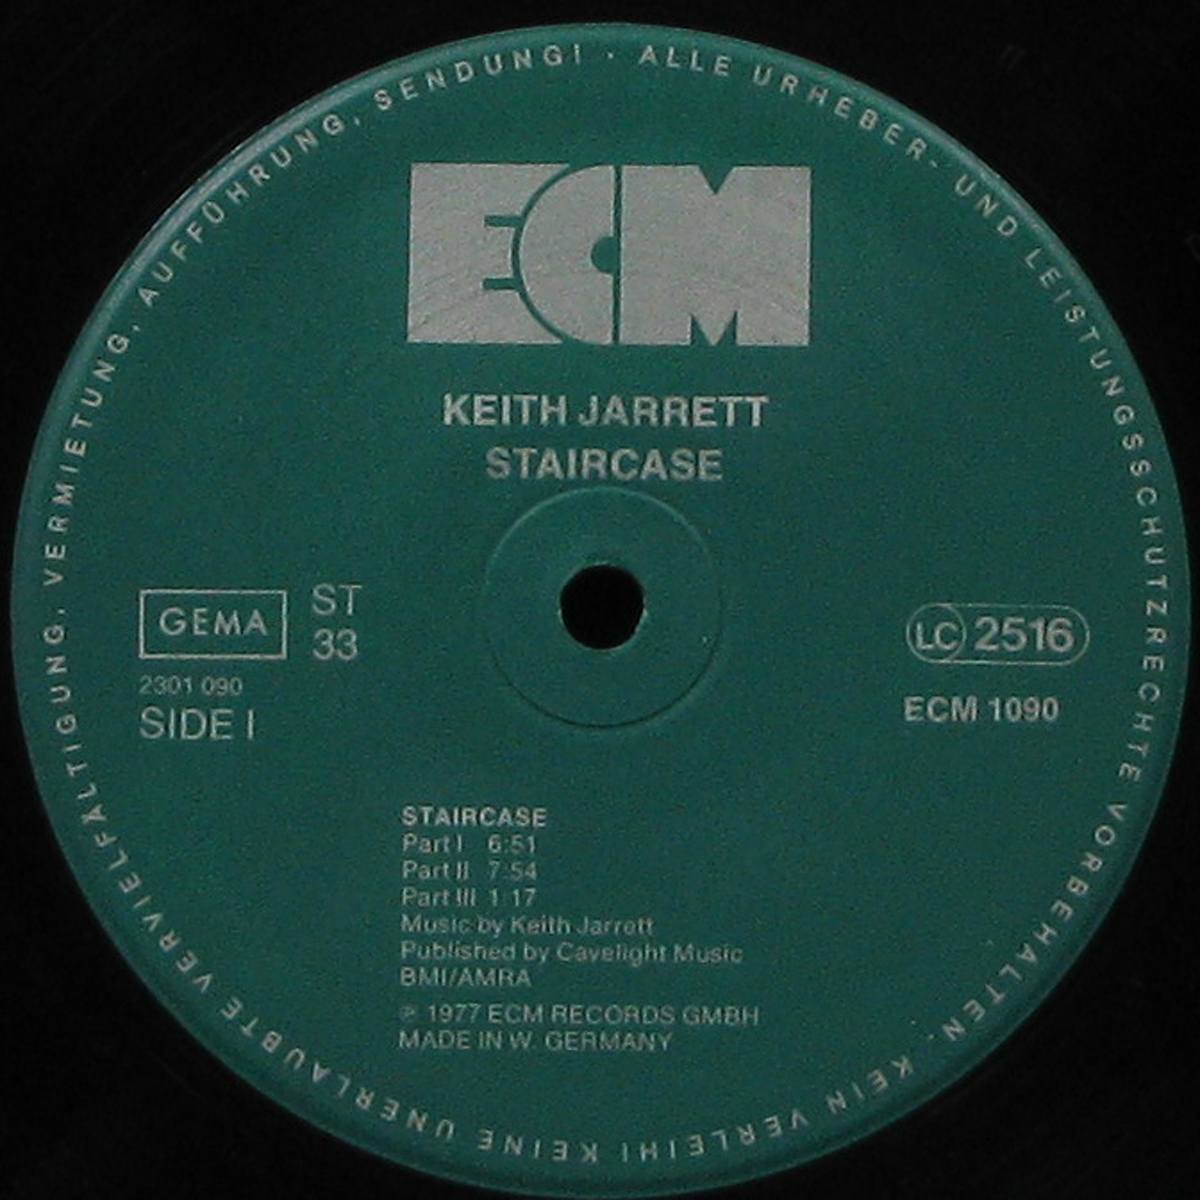 ALLE URHEBER- UND LEISTUNGSSCHUTZRECHTE VORBEHALTEN. KEIN VERLEIH! KEINE UNERLAUBTE VERVIELFÄLTIGUNG, VERMIETUNG, AUFFÜHRUNG, SENDUNG! ·
ECM
KEITH JARRETT
STAIRCASE
GEMA
ST
33
2301 090
SIDE I
LC 2516
ECM 1090
STAIRCASE
Part I 6:51
Part II 7:54
Part III 1:17
Music by Keith Jarrett
Published by Cavelight Music
BMI/AMRA
℗ 1977 ECM RECORDS GMBH
MADE IN W. GERMANY